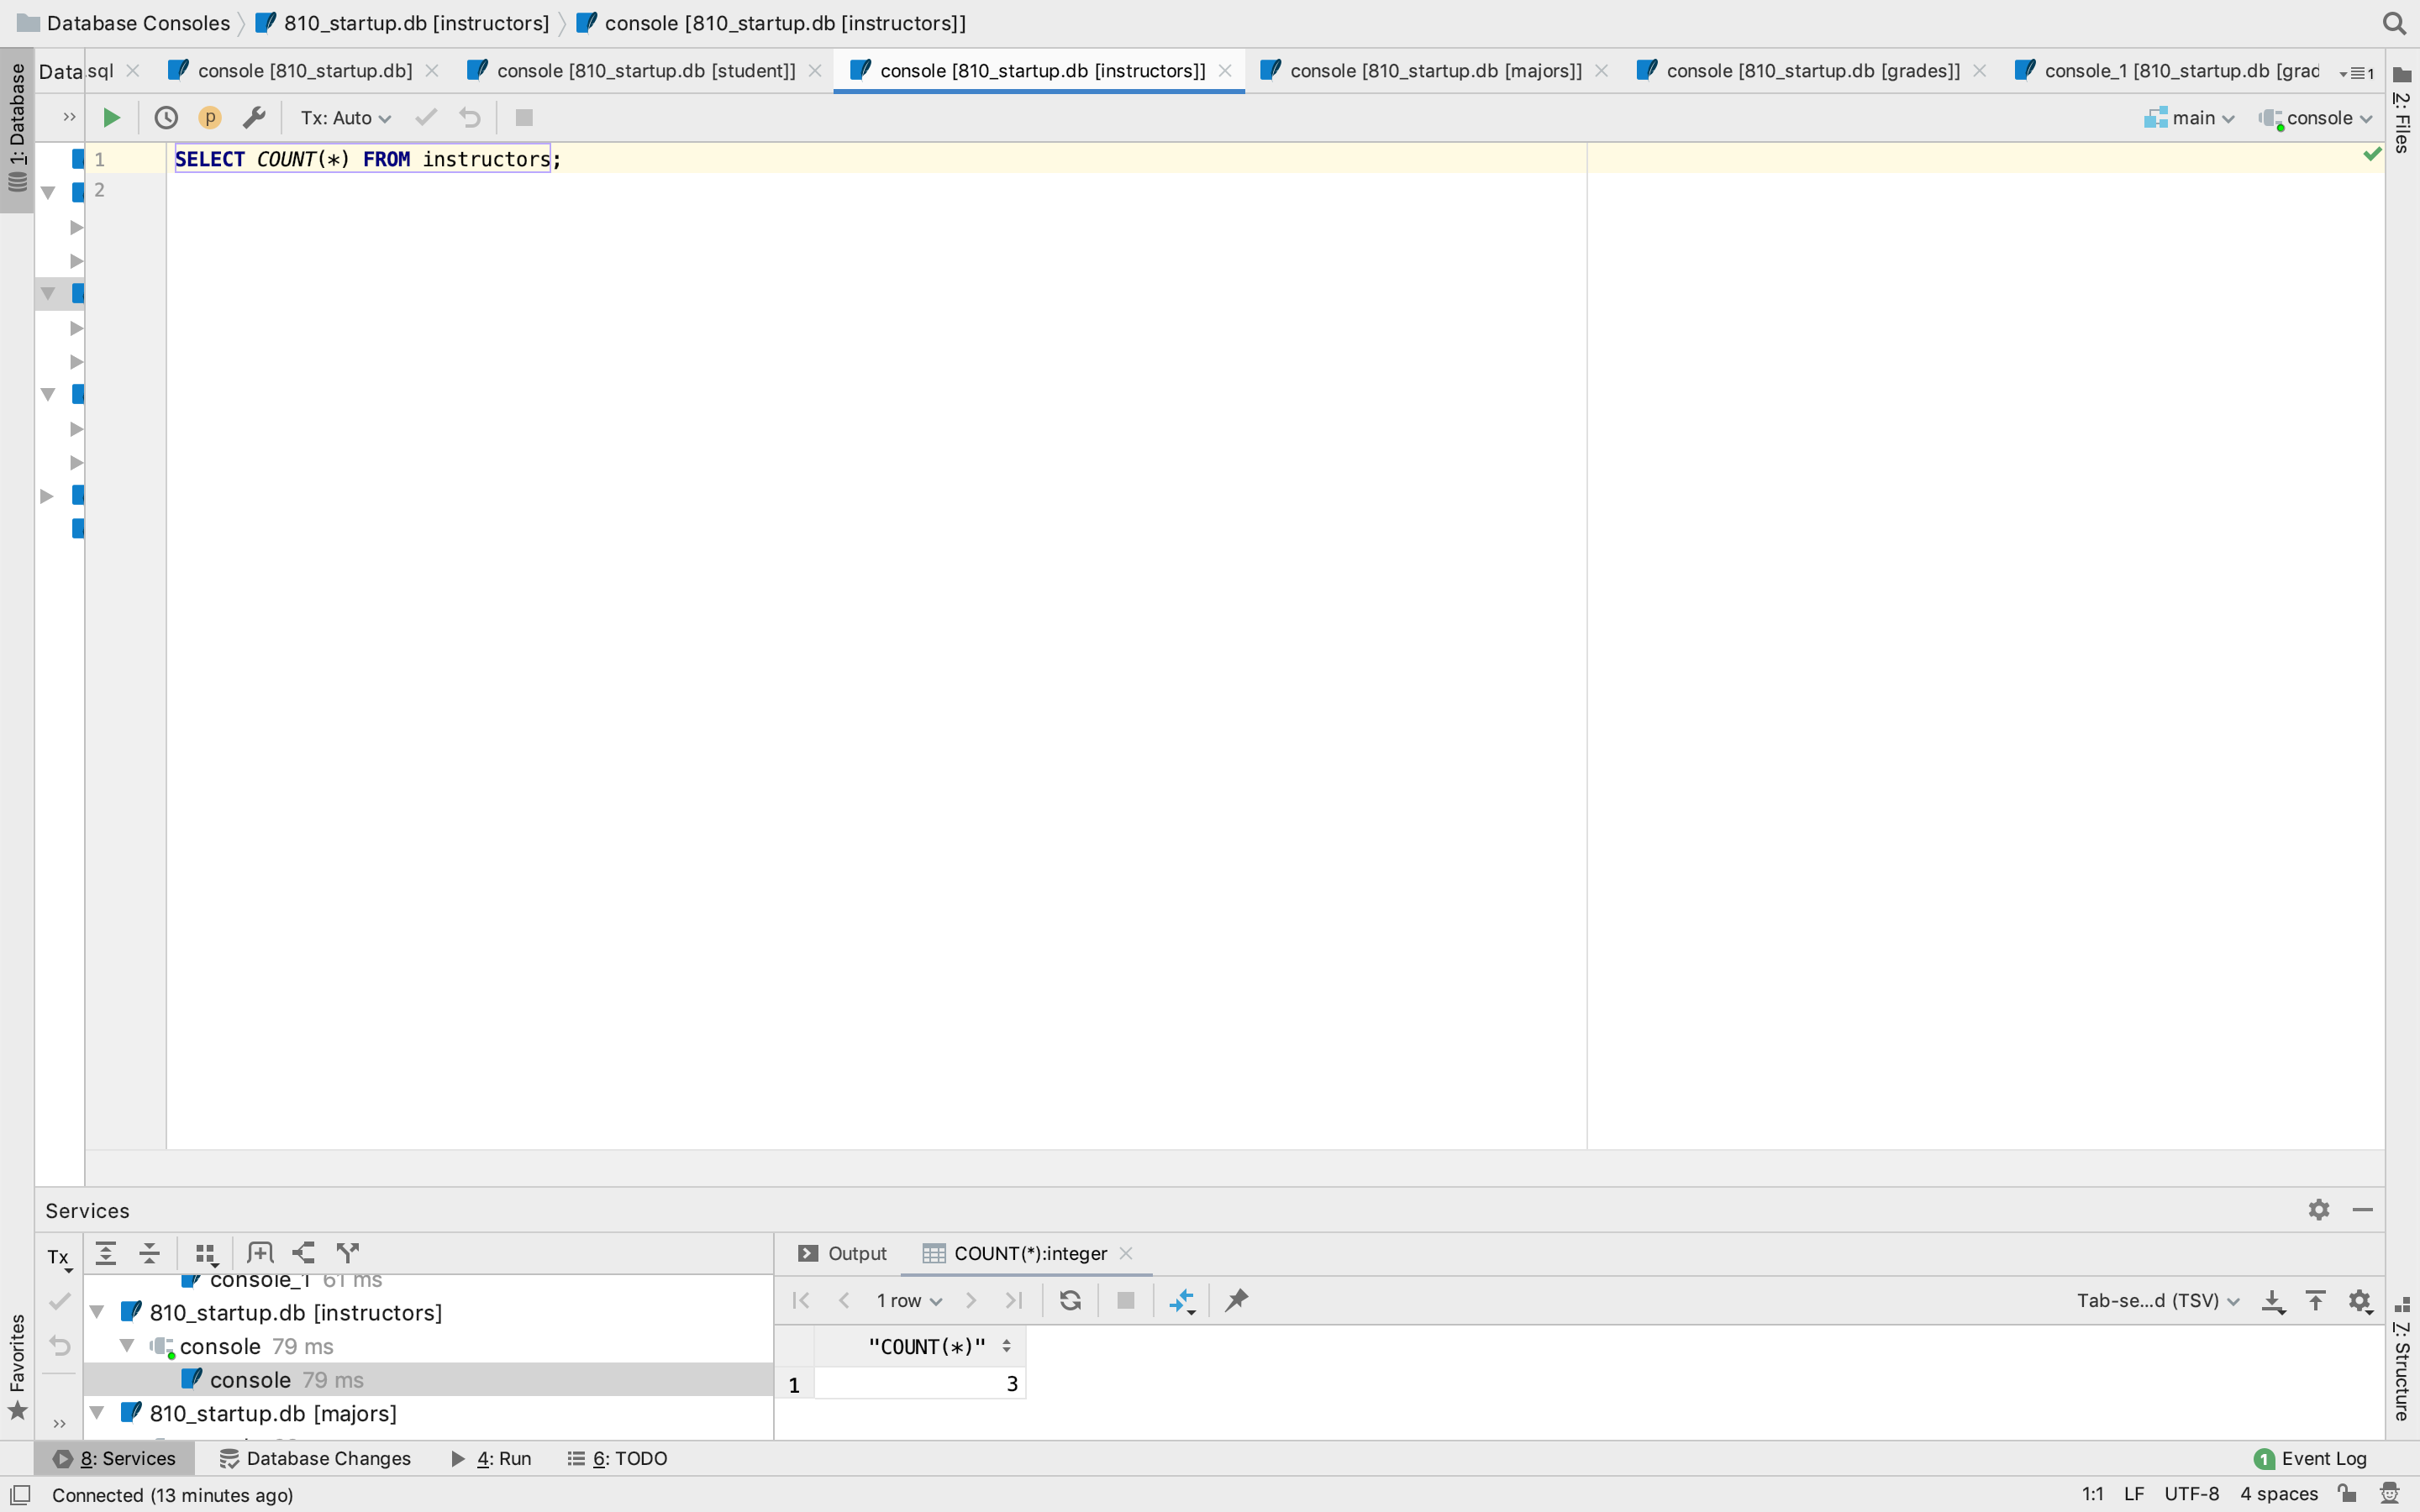 Database Consoles 810_startup.db [instructors] console [810_startup.db [instructors]]
Data .sql console [810_startup.db] console [810_startup.db [student]] console [810_startup.db [instructors]] console [810_startup.db [majors]] console [810_startup.db [grades]] console_1 [810_startup.db [grad 1
1: Database
2: Files
p Tx: Auto main console
1 SELECT COUNT(*) FROM instructors;
2
Services
Tx
Output COUNT(*):integer
console_1 61 ms
810_startup.db [instructors]
console 79 ms
console 79 ms
810_startup.db [majors]
1 row Tab-se...d (TSV)
"COUNT(*)"
1 3
Favorites
7: Structure
8: Services Database Changes 4: Run 6: TODO 1 Event Log
Connected (13 minutes ago) 1:1 LF UTF-8 4 spaces